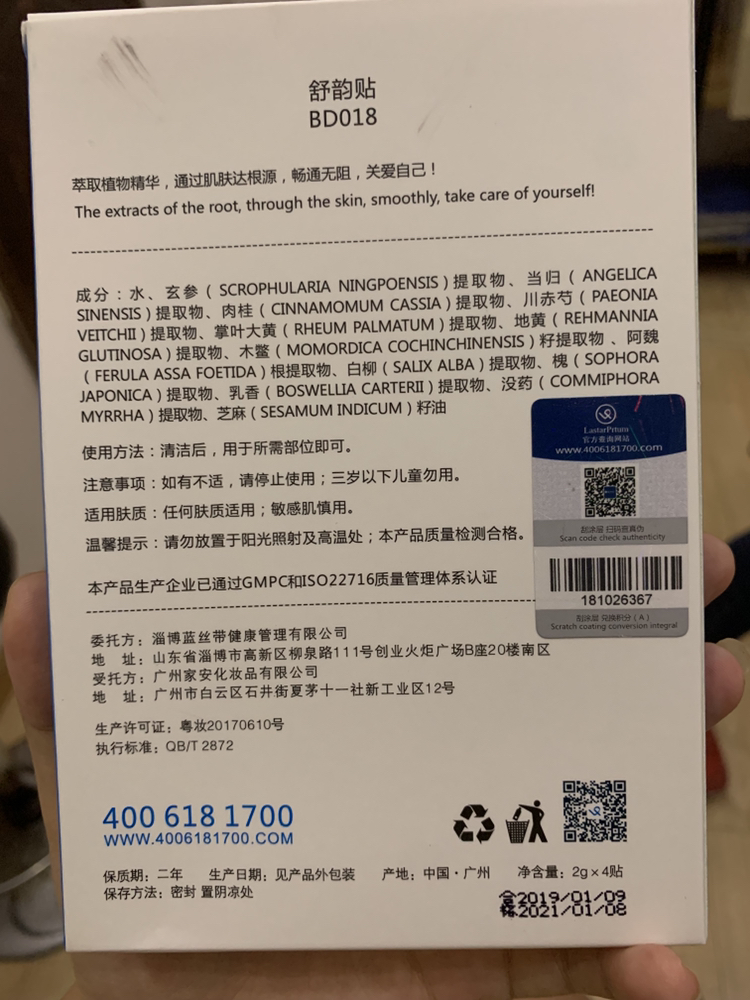 舒韵贴
BD018
萃取植物精华，通过肌肤达根源，畅通无阻，关爱自己！
The extracts of the root, through the skin, smoothly, take care of yourself!
成分：水、玄参（SCROPHULARIA NINGPOENSIS）提取物、当归（ANGELICA
SINENSIS）提取物、肉桂（CINNAMOMUM CASSIA）提取物、川赤芍（PAEONIA
VEITCHII）提取物、掌叶大黄（RHEUM PALMATUM）提取物、地黄（REHMANNIA
GLUTINOSA）提取物、木鳖（MOMORDICA COCHINCHINENSIS）籽提取物、阿魏
（FERULA ASSA FOETIDA）根提取物、白柳（SALIX ALBA）提取物、槐（SOPHORA
JAPONICA）提取物、乳香（BOSWELLIA CARTERII）提取物、没药（COMMIPHORA
MYRRHA）提取物、芝麻（SESAMUM INDICUM）籽油
使用方法：清洁后，用于所需部位即可。
注意事项：如有不适，请停止使用；三岁以下儿童勿用。
适用肤质：任何肤质适用；敏感肌慎用。
温馨提示：请勿放置于阳光照射及高温处；本产品质量检测合格。
本产品生产企业已通过GMPC和ISO22716质量管理体系认证
LastarPrtum
官方查询网站
www.4006181700.com
刮涂层 扫码查真伪
Scan code check authenticity
181026367
刮涂层 兑换积分（A）
Scratch coating conversion integral
委托方：淄博蓝丝带健康管理有限公司
地 址：山东省淄博市高新区柳泉路111号创业火炬广场B座20楼南区
受托方：广州家安化妆品有限公司
地 址：广州市白云区石井街夏茅十一社新工业区12号
生产许可证：粤妆20170610号
执行标准：QB/T 2872
400 618 1700
WWW.4006181700.COM
保质期：二年 生产日期：见产品外包装 产地：中国·广州 净含量：2g×4贴
保存方法：密封 置阴凉处
合2019/01/09
格2021/01/08